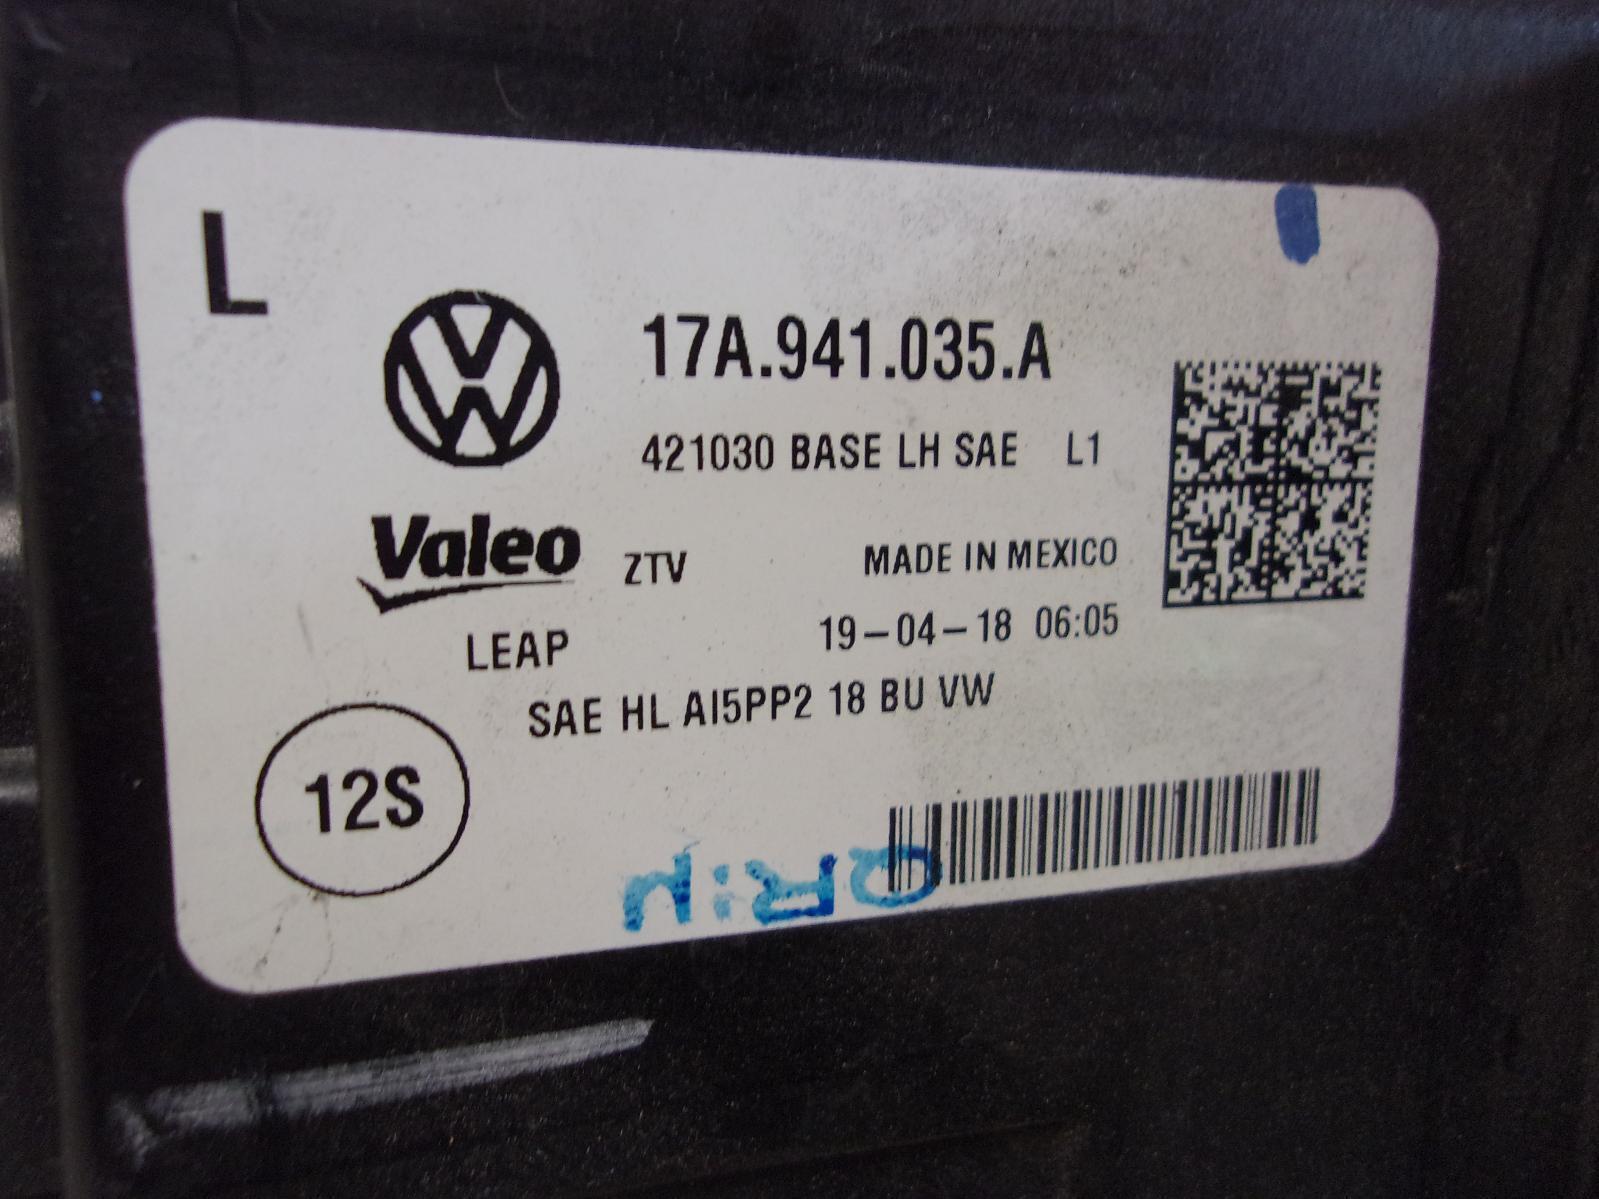 L
17A.941.035.A
421030 BASE LH SAE L1
Valeo ZTV MADE IN MEXICO
LEAP 19-04-18 06:05
SAE HL AI5PP2 18 BU VW
12S